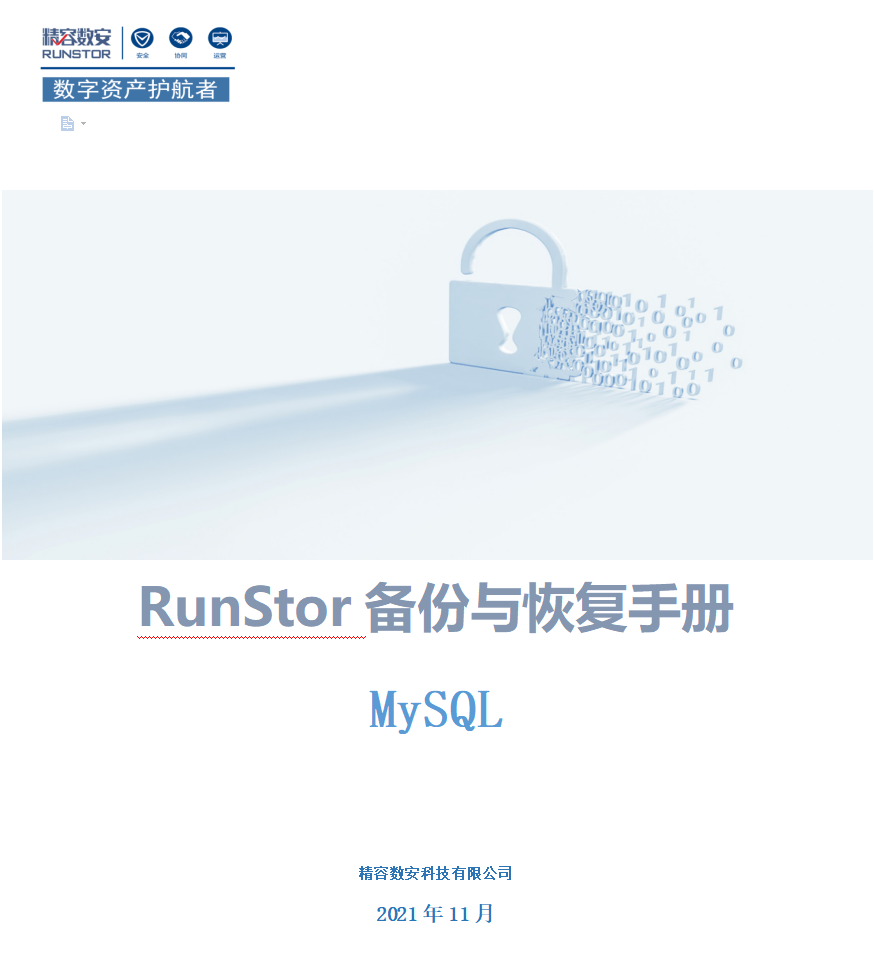 精容数安
RUNSTOR
安全 协同 运营
数字资产护航者
RunStor 备份与恢复手册
MySQL
精容数安科技有限公司
2021 年 11 月